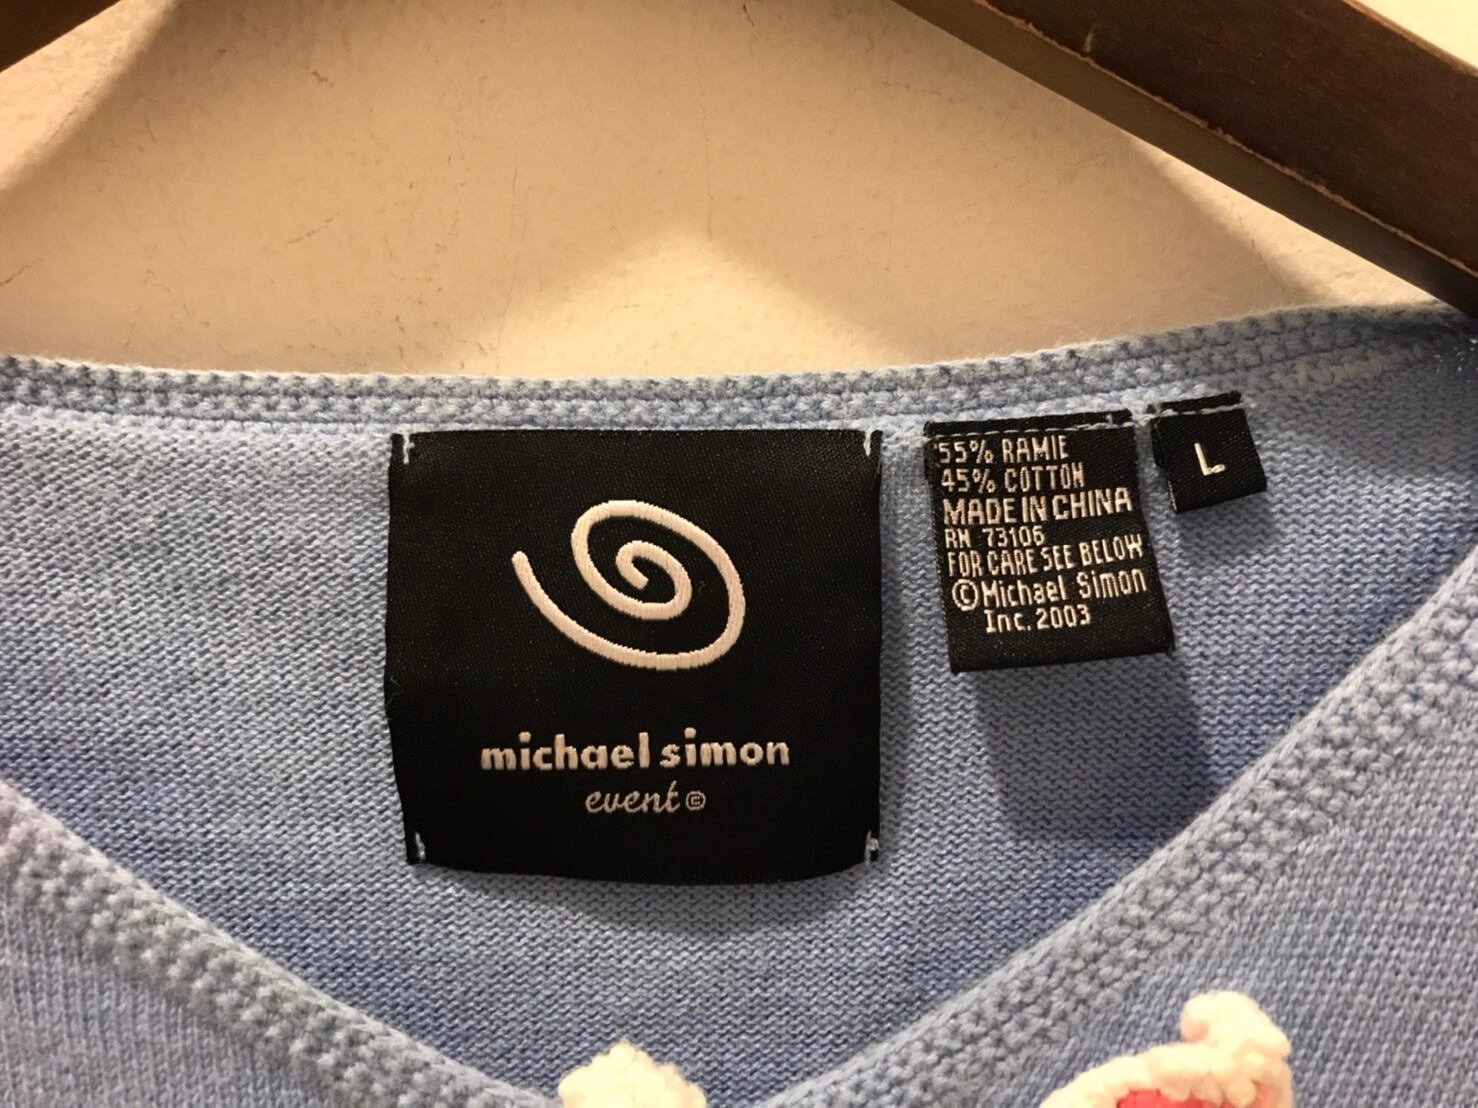 michael simon
event ©
55% RAMIE
45% COTTON
MADE IN CHINA
RN 73106
FOR CARE SEE BELOW
©Michael Simon
Inc. 2003
L